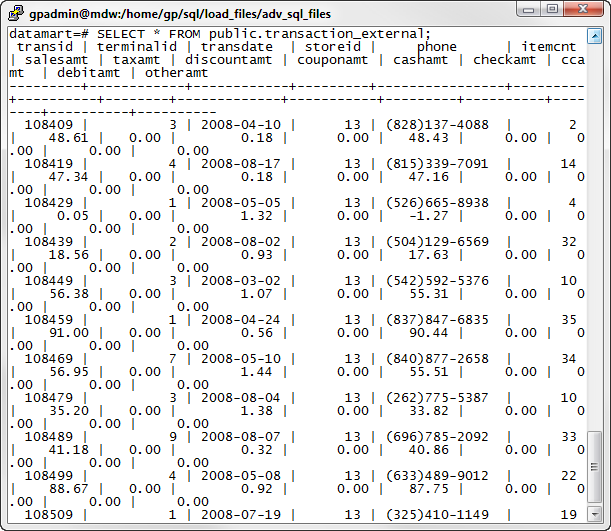 gpadmin@mdw:/home/gp/sql/load_files/adv_sql_files
datamart=# SELECT * FROM public.transaction_external;
 transid | terminalid | transdate  | storeid |     phone      | itemcnt 
| salesamt | taxamt | discountamt | couponamt | cashamt | checkamt | cca
mt | debitamt | otheramt 
---------+------------+------------+---------+----------------+---------
+----------+--------+-------------+-----------+---------+----------+----
---+----------+----------
  108409 |          3 | 2008-04-10 |      13 | (828)137-4088  |       2 
|    48.61 |   0.00 |        0.18 |      0.00 |   48.43 |     0.00 |   0
.00 |     0.00 |     0.00
  108419 |          4 | 2008-08-17 |      13 | (815)339-7091  |      14 
|    47.34 |   0.00 |        0.18 |      0.00 |   47.16 |     0.00 |   0
.00 |     0.00 |     0.00
  108429 |          1 | 2008-05-05 |      13 | (526)665-8938  |       4 
|     0.05 |   0.00 |        1.32 |      0.00 |   -1.27 |     0.00 |   0
.00 |     0.00 |     0.00
  108439 |          2 | 2008-08-02 |      13 | (504)129-6569  |      32 
|    18.56 |   0.00 |        0.93 |      0.00 |   17.63 |     0.00 |   0
.00 |     0.00 |     0.00
  108449 |          3 | 2008-03-02 |      13 | (542)592-5376  |      10 
|    56.38 |   0.00 |        1.07 |      0.00 |   55.31 |     0.00 |   0
.00 |     0.00 |     0.00
  108459 |          1 | 2008-04-24 |      13 | (837)847-6835  |      35 
|    91.00 |   0.00 |        0.56 |      0.00 |   90.44 |     0.00 |   0
.00 |     0.00 |     0.00
  108469 |          7 | 2008-05-10 |      13 | (840)877-2658  |      34 
|    56.95 |   0.00 |        1.44 |      0.00 |   55.51 |     0.00 |   0
.00 |     0.00 |     0.00
  108479 |          3 | 2008-08-04 |      13 | (262)775-5387  |      10 
|    35.20 |   0.00 |        1.38 |      0.00 |   33.82 |     0.00 |   0
.00 |     0.00 |     0.00
  108489 |          9 | 2008-08-07 |      13 | (696)785-2092  |      33 
|    41.18 |   0.00 |        0.32 |      0.00 |   40.86 |     0.00 |   0
.00 |     0.00 |     0.00
  108499 |          4 | 2008-05-08 |      13 | (633)489-9012  |      22 
|    88.67 |   0.00 |        0.92 |      0.00 |   87.75 |     0.00 |   0
.00 |     0.00 |     0.00
  108509 |          1 | 2008-07-19 |      13 | (325)410-1149  |      19